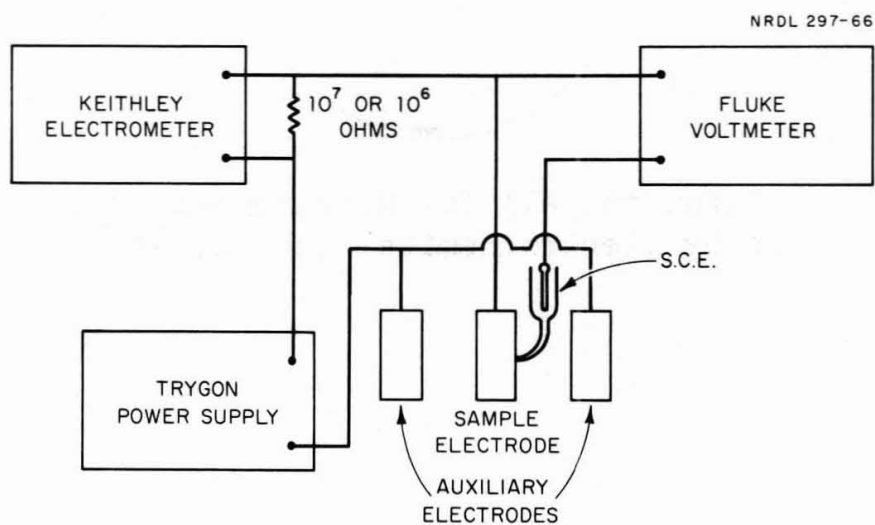 NRDL 297-66
KEITHLEY
ELECTROMETER
10⁷ OR 10⁶
OHMS
FLUKE
VOLTMETER
S.C.E.
TRYGON
POWER SUPPLY
SAMPLE
ELECTRODE
AUXILIARY
ELECTRODES